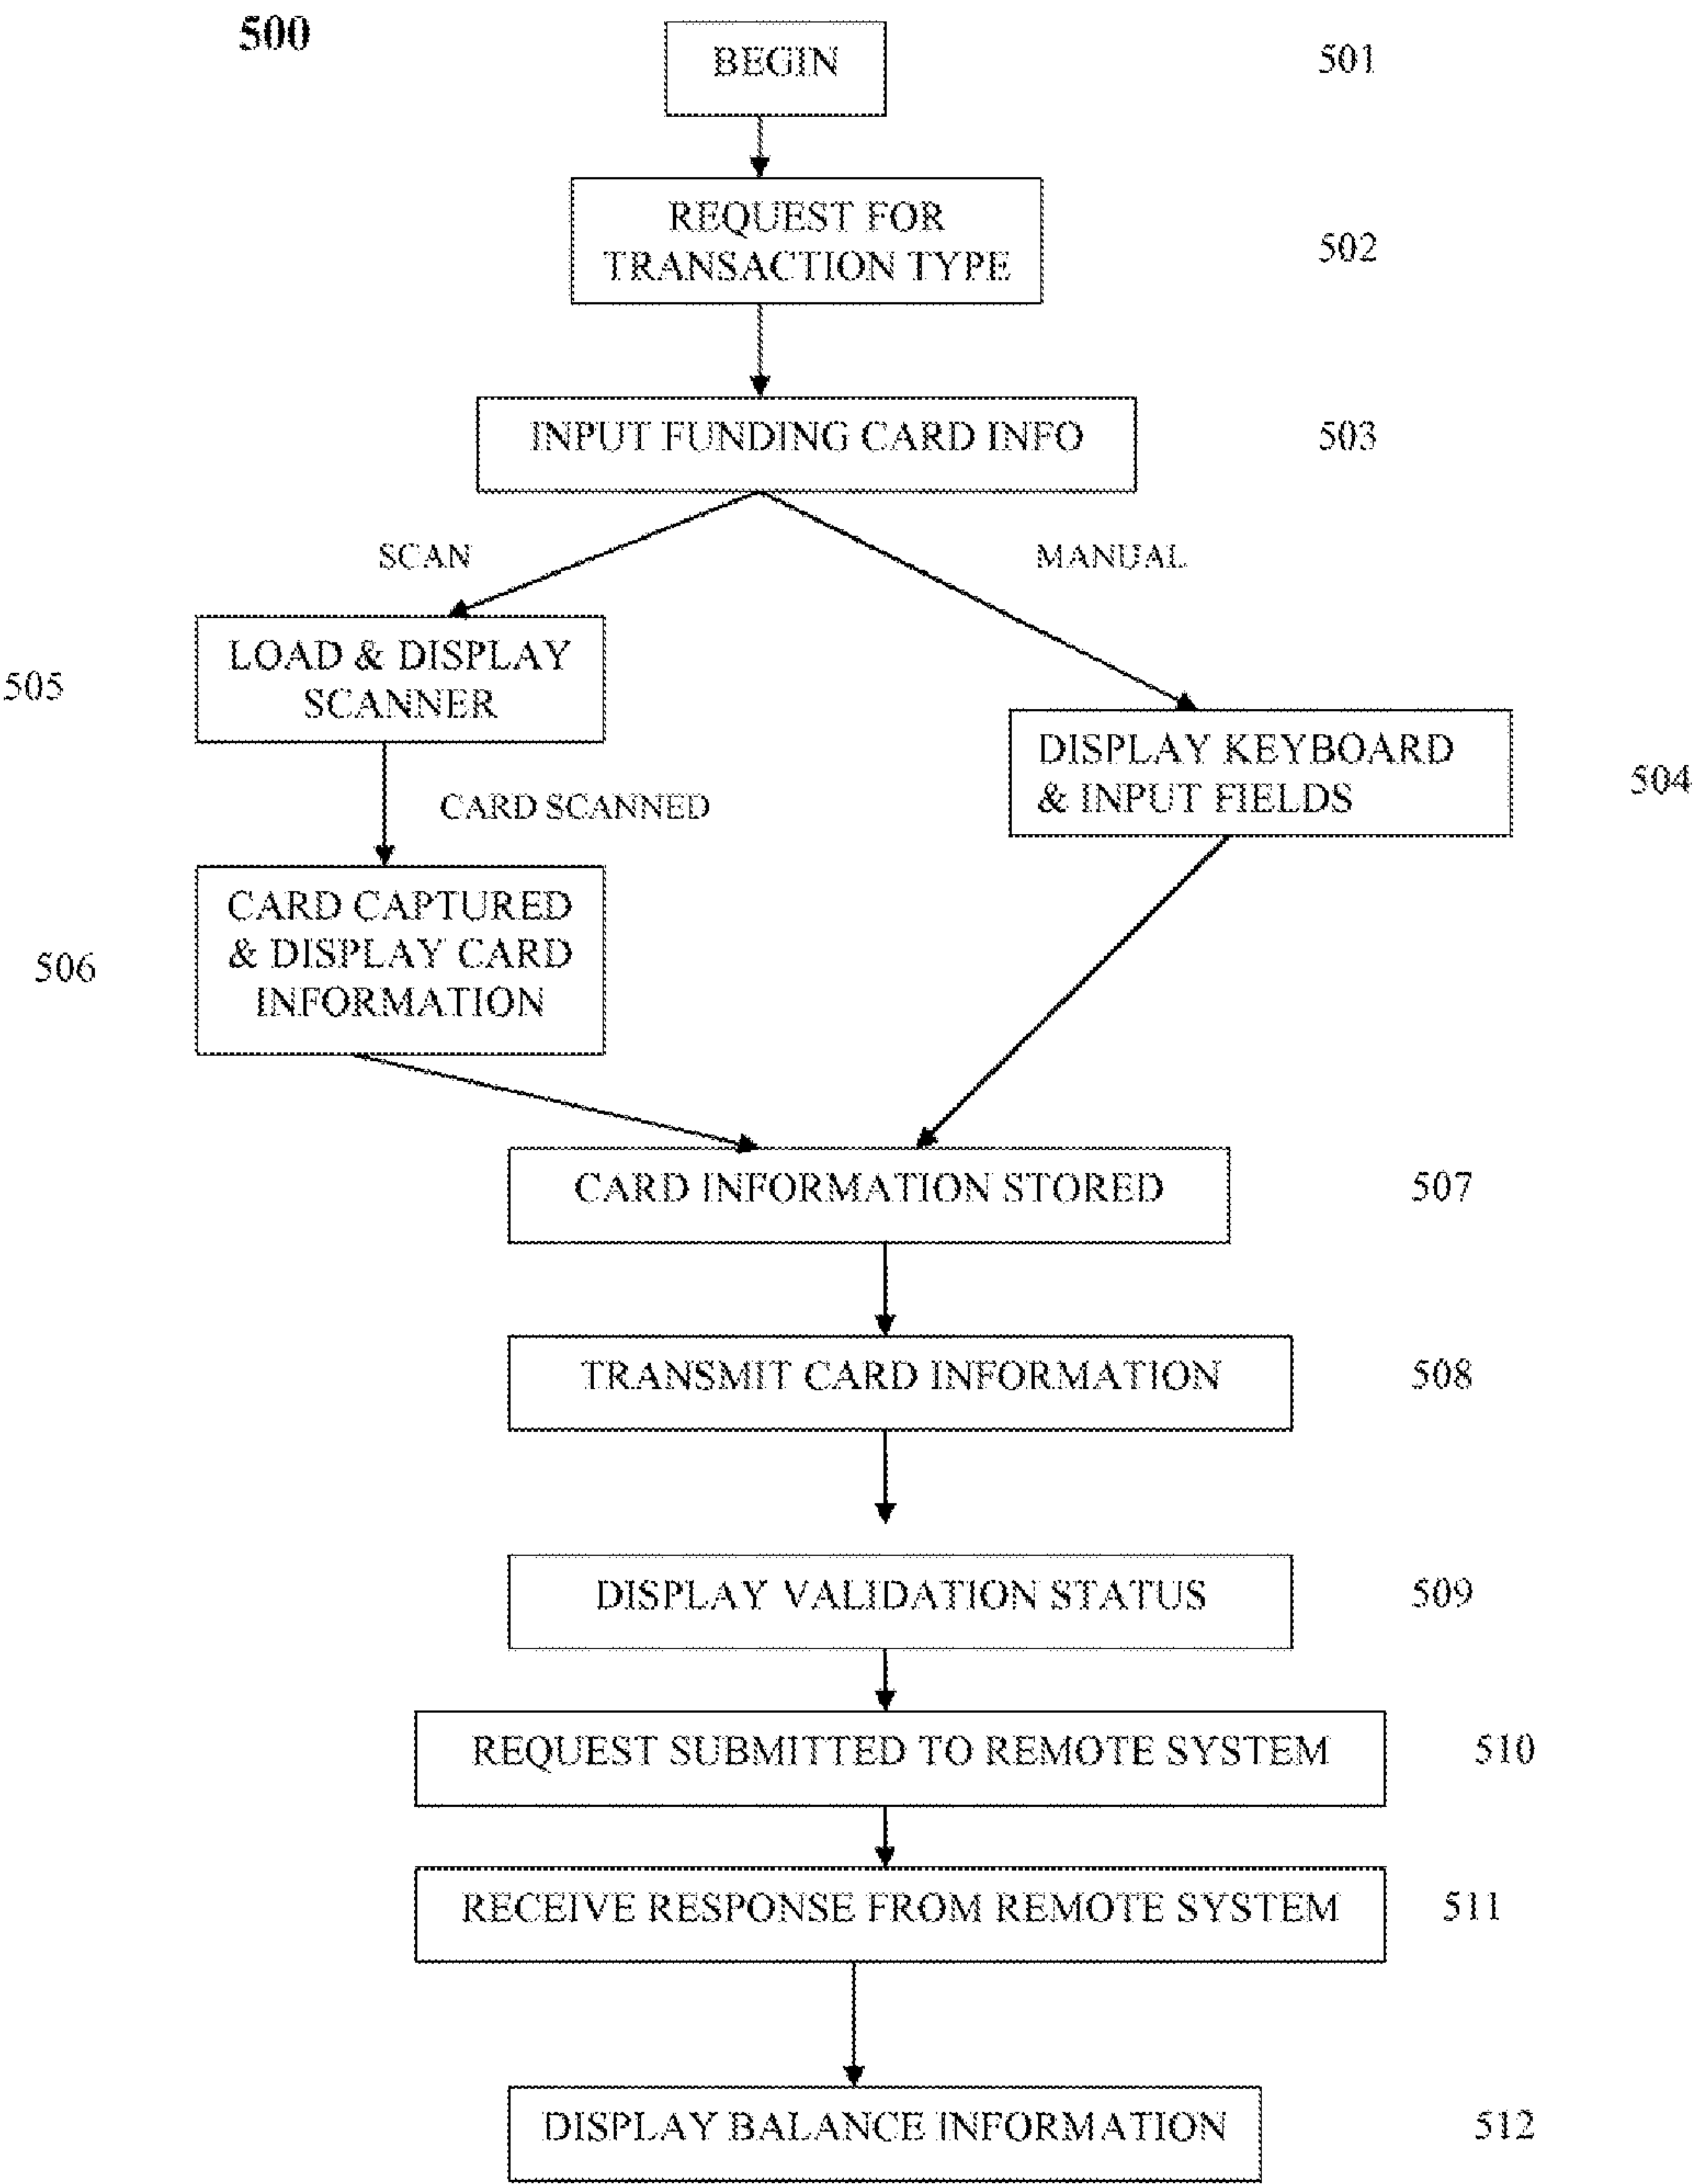 500
BEGIN
501
REQUEST FOR
TRANSACTION TYPE
502
INPUT FUNDING CARD INFO
503
SCAN
MANUAL
LOAD & DISPLAY
SCANNER
505
DISPLAY KEYBOARD
& INPUT FIELDS
504
CARD SCANNED
CARD CAPTURED
& DISPLAY CARD
INFORMATION
506
CARD INFORMATION STORED
507
TRANSMIT CARD INFORMATION
508
DISPLAY VALIDATION STATUS
509
REQUEST SUBMITTED TO REMOTE SYSTEM
510
RECEIVE RESPONSE FROM REMOTE SYSTEM
511
DISPLAY BALANCE INFORMATION
512